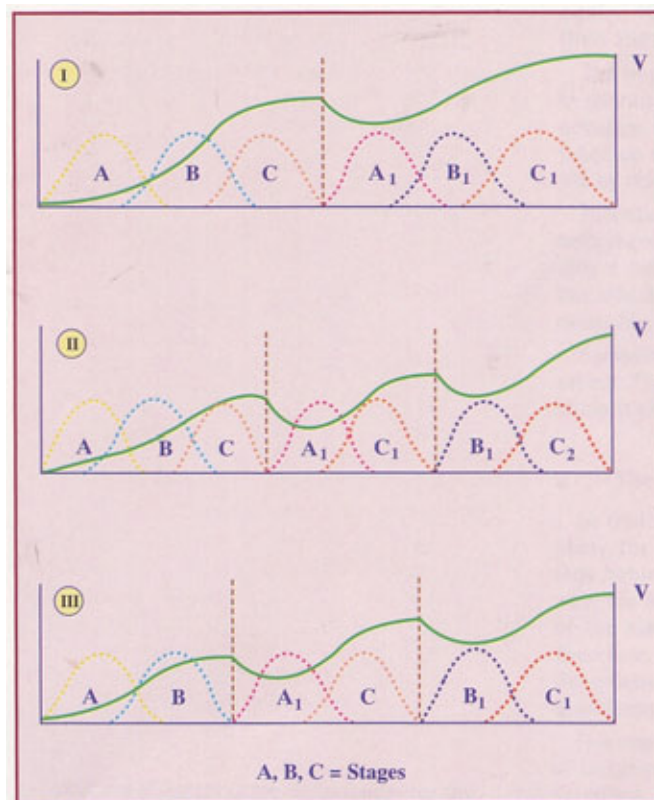 I
V
A B C A₁ B₁ C₁
II
V
A B C A₁ C₁ B₁ C₂
III
V
A B A₁ C B₁ C₁
A, B, C = Stages